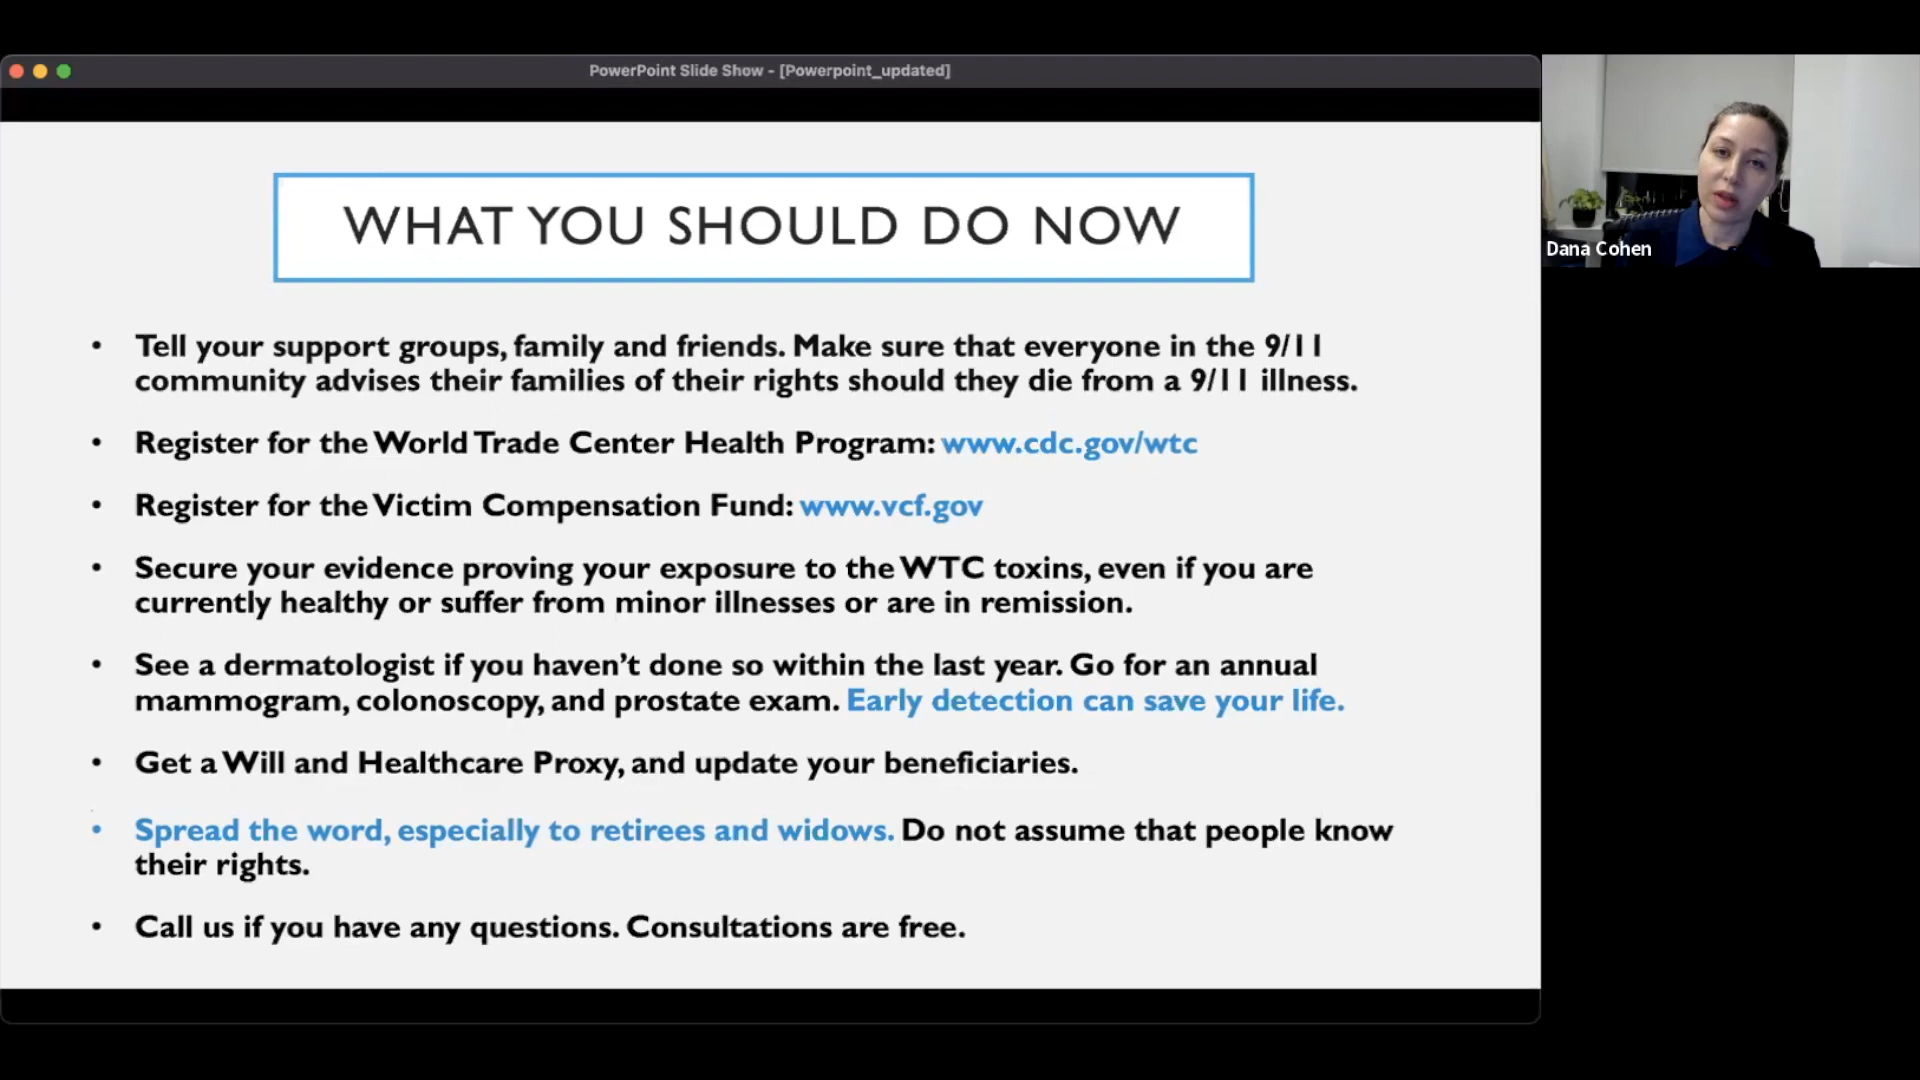 PowerPoint Slide Show - [Powerpoint_updated]
WHAT YOU SHOULD DO NOW
• Tell your support groups, family and friends. Make sure that everyone in the 9/11
community advises their families of their rights should they die from a 9/11 illness.
• Register for the World Trade Center Health Program: www.cdc.gov/wtc
• Register for the Victim Compensation Fund: www.vcf.gov
• Secure your evidence proving your exposure to the WTC toxins, even if you are
currently healthy or suffer from minor illnesses or are in remission.
• See a dermatologist if you haven’t done so within the last year. Go for an annual
mammogram, colonoscopy, and prostate exam. Early detection can save your life.
• Get a Will and Healthcare Proxy, and update your beneficiaries.
• Spread the word, especially to retirees and widows. Do not assume that people know
their rights.
• Call us if you have any questions. Consultations are free.
Dana Cohen